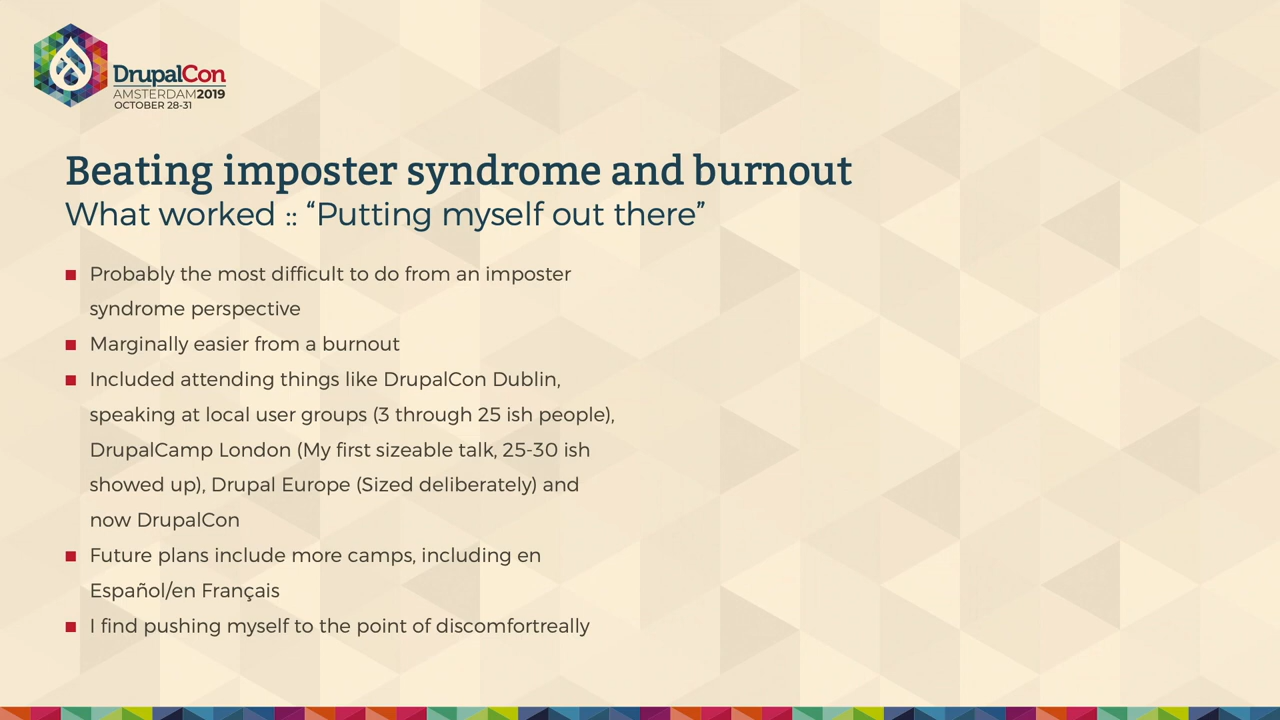 DrupalCon
AMSTERDAM2019
OCTOBER 28-31
Beating imposter syndrome and burnout
What worked :: “Putting myself out there”
Probably the most difficult to do from an imposter
syndrome perspective
Marginally easier from a burnout
Included attending things like DrupalCon Dublin,
speaking at local user groups (3 through 25 ish people),
DrupalCamp London (My first sizeable talk, 25-30 ish
showed up), Drupal Europe (Sized deliberately) and
now DrupalCon
Future plans include more camps, including en
Español/en Français
I find pushing myself to the point of discomfortreally